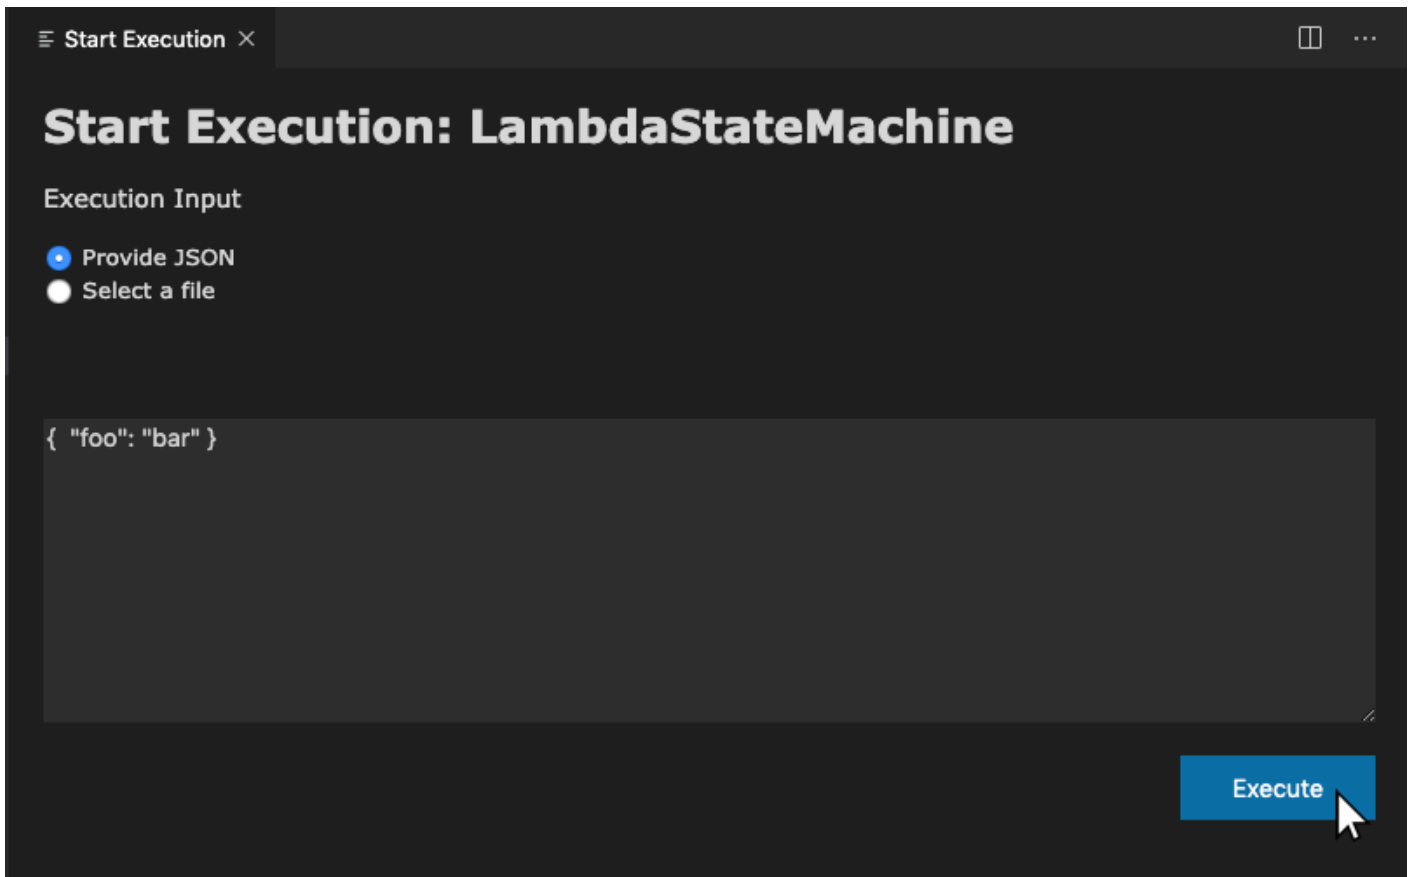 Start Execution
Start Execution: LambdaStateMachine
Execution Input
Provide JSON
Select a file
{  "foo": "bar" }
Execute